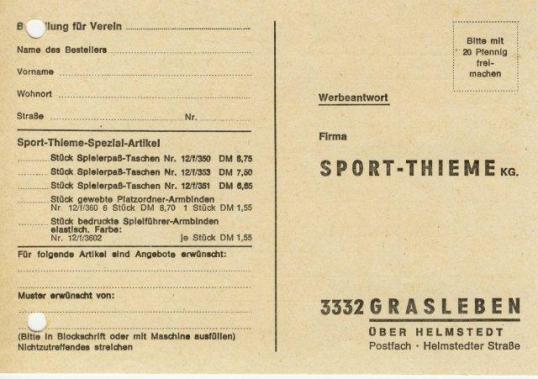 B llung für Verein
Name des Bestellers
Vorname
Wohnort
Straße Nr.
Sport-Thieme-Spezial-Artikel
Stück Spielerpaß-Taschen Nr. 12/f/350 DM 8,75
Stück Spielerpaß-Taschen Nr. 12/f/353 DM 7,50
Stück Spielerpaß-Taschen Nr. 12/f/351 DM 6,65
Stück gewebte Platzordner-Armbinden
Nr. 12/f/360 6 Stück DM 8,70 1 Stück DM 1,55
Stück bedruckte Spielführer-Armbinden
elastisch. Farbe:
Nr. 12/f/3602 je Stück DM 1,55
Für folgende Artikel sind Angebote erwünscht:
Muster erwünscht von:
(Bitte in Blockschrift oder mit Maschine ausfüllen)
Nichtzutreffendes streichen
Bitte mit
20 Pfennig
frei-
machen
Werbeantwort
Firma
SPORT-THIEME KG.
3332 GRASLEBEN
ÜBER HELMSTEDT
Postfach · Helmstedter Straße